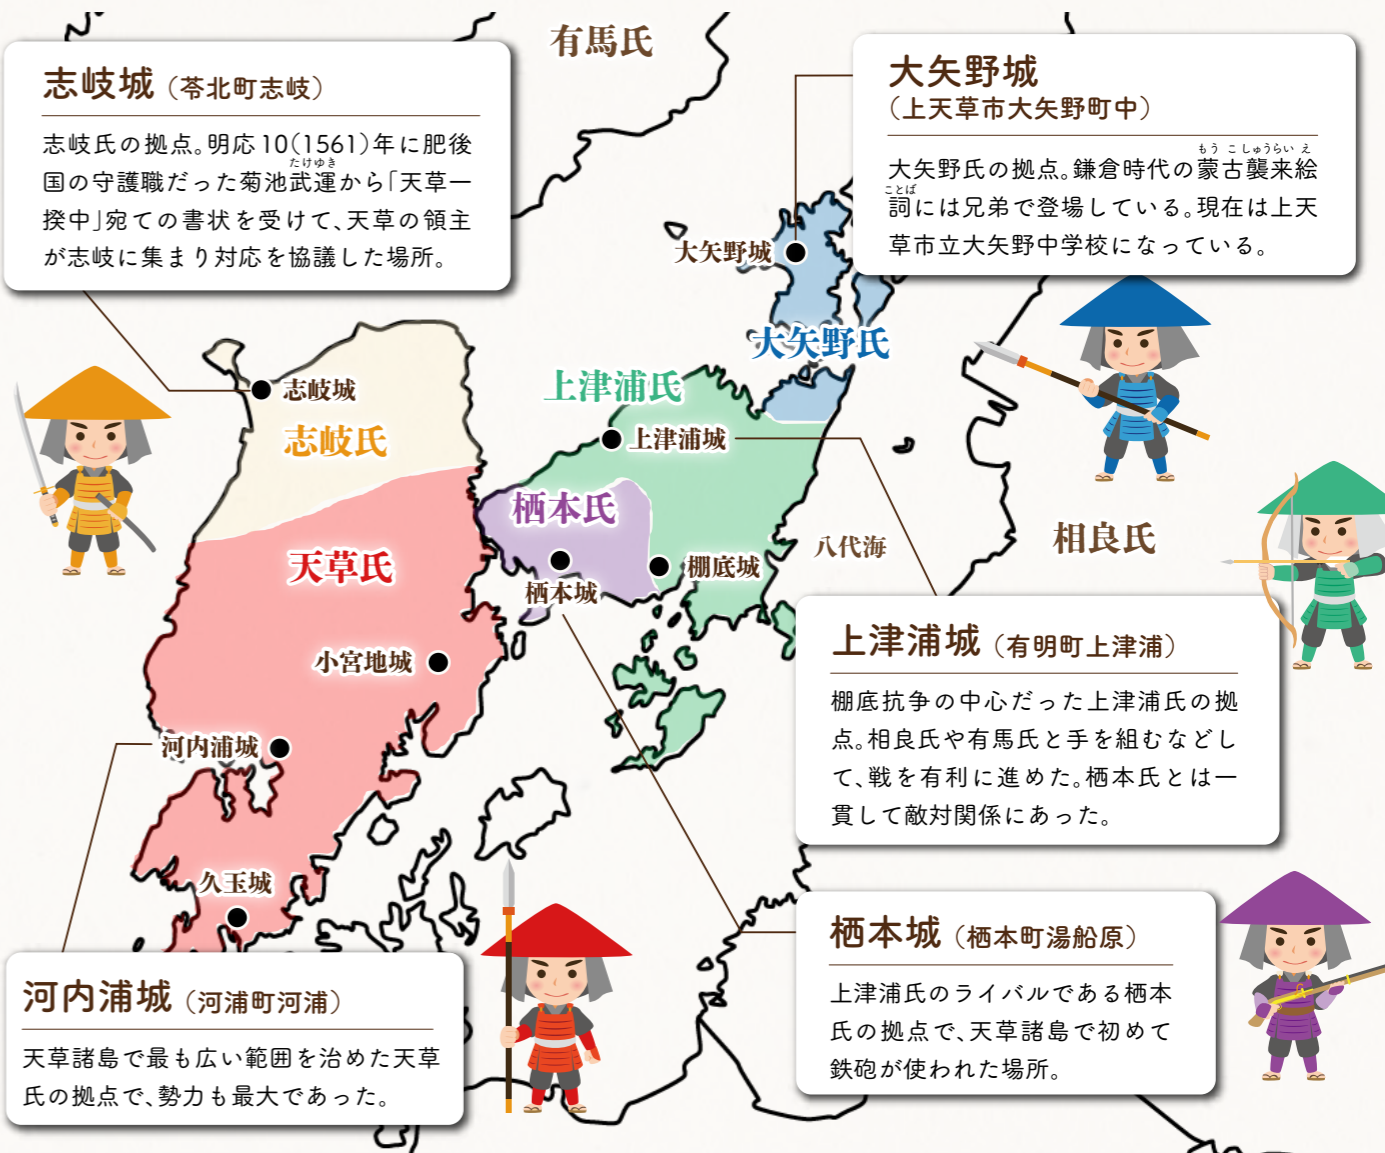 有馬氏
志岐城（苓北町志岐）
志岐氏の拠点。明応10（1561）年に肥後
たけゆき
国の守護職だった菊池武運から「天草一
揆中」宛ての書状を受けて、天草の領主
が志岐に集まり対応を協議した場所。
大矢野城
（上天草市大矢野町中）
もうこしゅうらいえ
大矢野氏の拠点。鎌倉時代の蒙古襲来絵
ことば
詞には兄弟で登場している。現在は上天
草市立大矢野中学校になっている。
大矢野城
大矢野氏
志岐城
志岐氏
上津浦氏
上津浦城
栖本氏
天草氏
栖本城
棚底城
八代海
相良氏
小宮地城
河内浦城
久玉城
上津浦城（有明町上津浦）
棚底抗争の中心だった上津浦氏の拠
点。相良氏や有馬氏と手を組むなどし
て、戦を有利に進めた。栖本氏とは一
貫して敵対関係にあった。
栖本城（栖本町湯船原）
上津浦氏のライバルである栖本
氏の拠点で、天草諸島で初めて
鉄砲が使われた場所。
河内浦城（河浦町河浦）
天草諸島で最も広い範囲を治めた天草
氏の拠点で、勢力も最大であった。